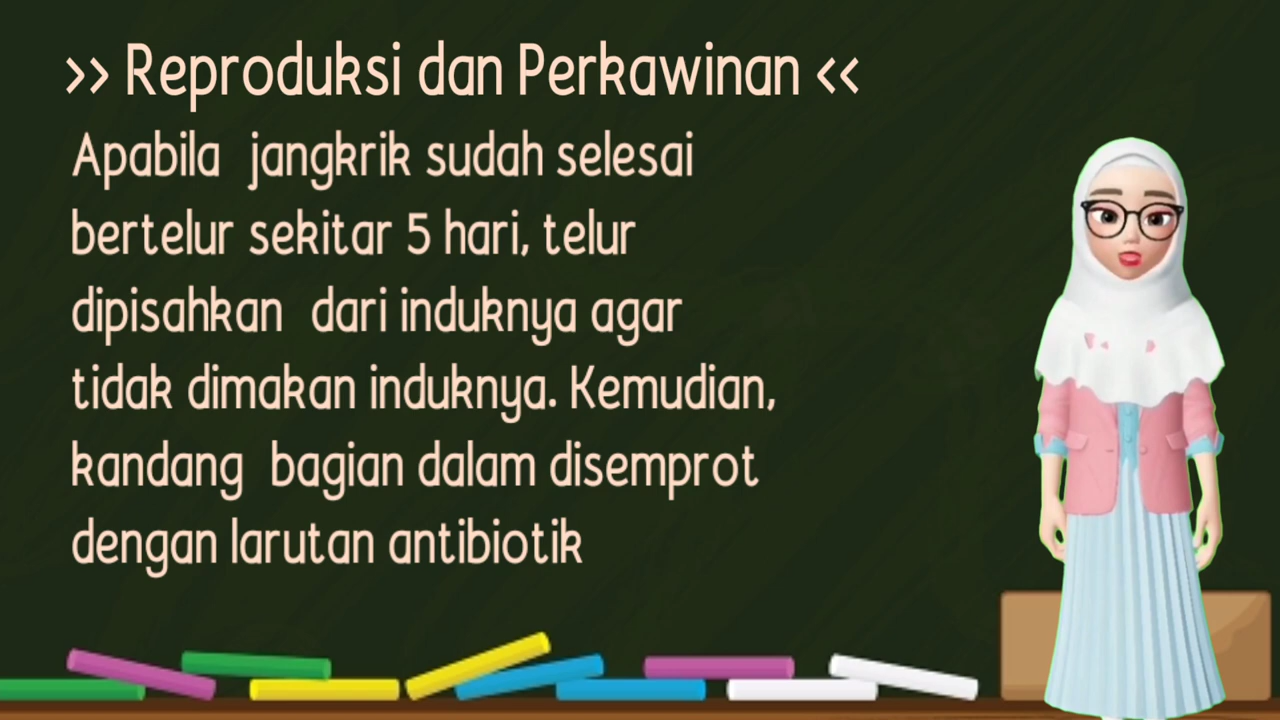 >> Reproduksi dan Perkawinan <<
Apabila jangkrik sudah selesai
bertelur sekitar 5 hari, telur
dipisahkan dari induknya agar
tidak dimakan induknya. Kemudian,
kandang bagian dalam disemprot
dengan larutan antibiotik